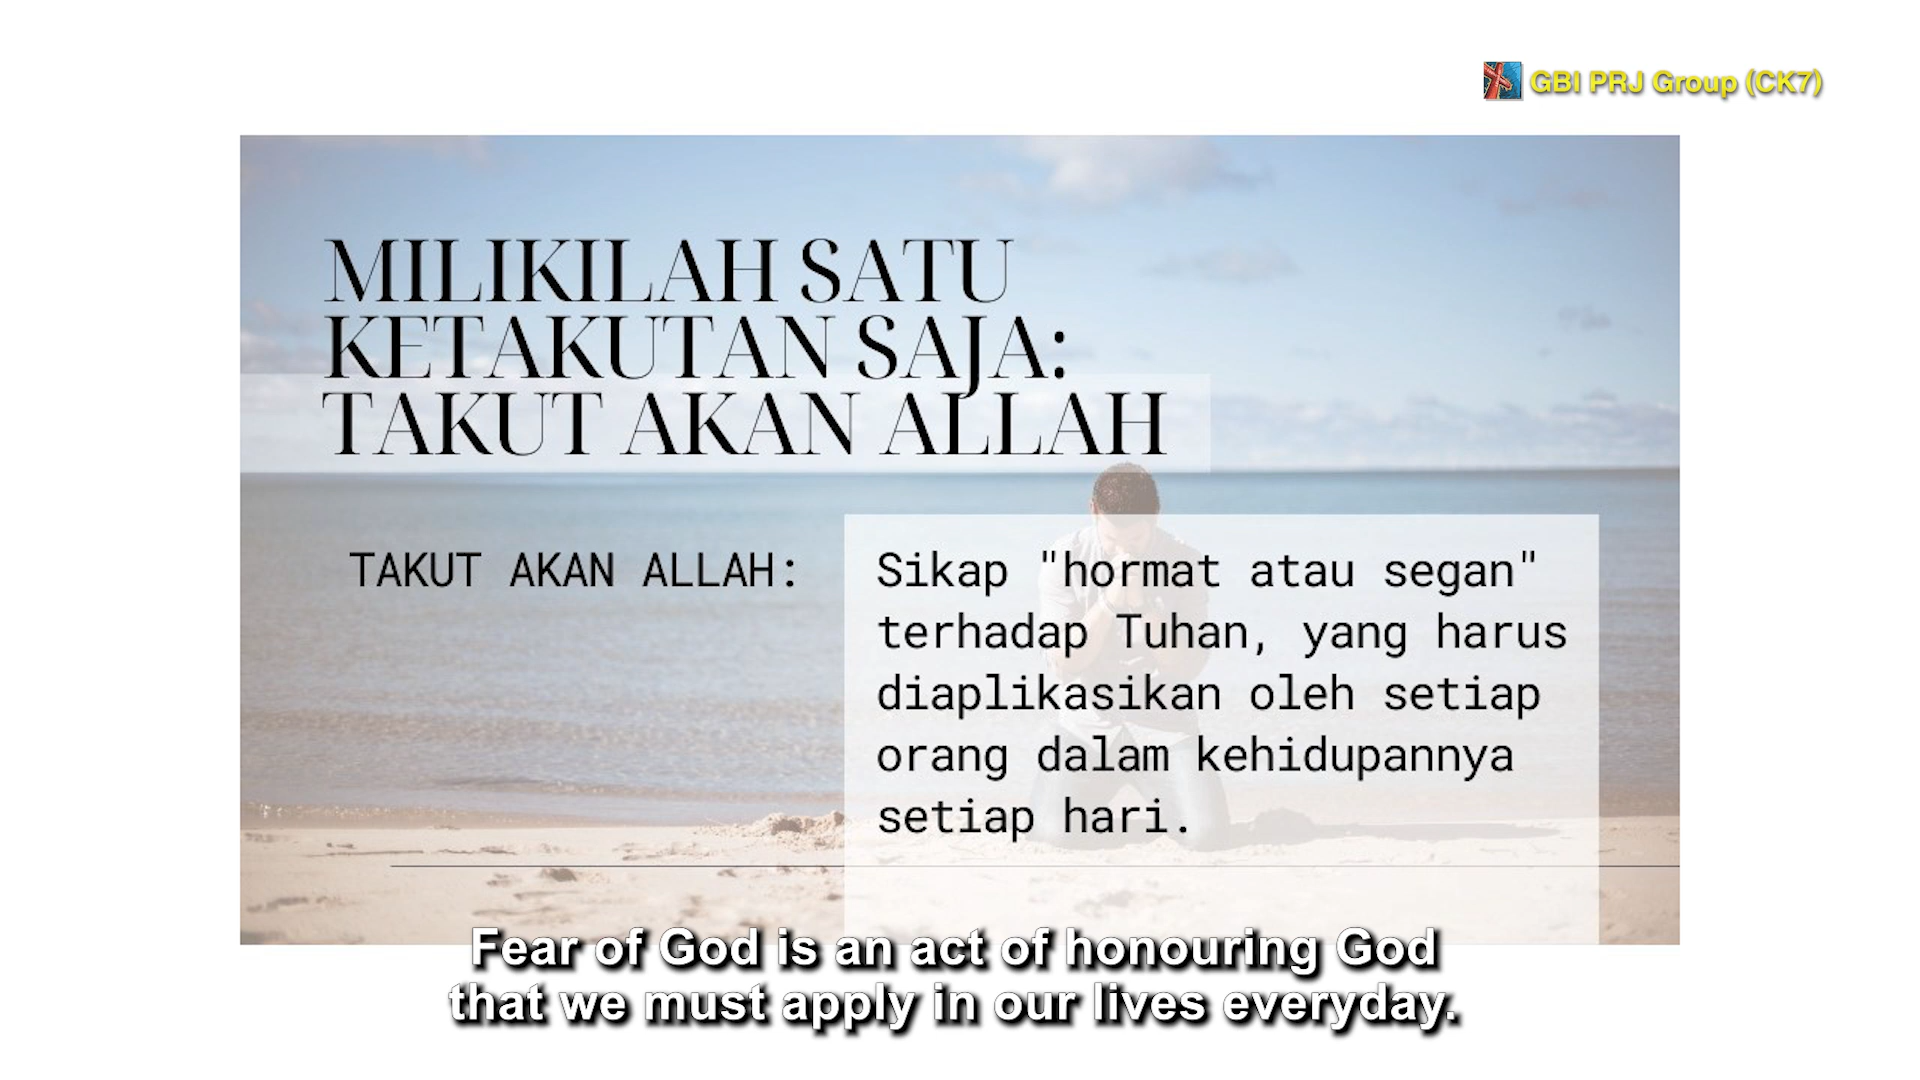 GBI PRJ Group (CK7)
MILIKILAH SATU
KETAKUTAN SAJA:
TAKUT AKAN ALLAH
TAKUT AKAN ALLAH:
Sikap "hormat atau segan"
terhadap Tuhan, yang harus
diaplikasikan oleh setiap
orang dalam kehidupannya
setiap hari.
Fear of God is an act of honouring God
that we must apply in our lives everyday.